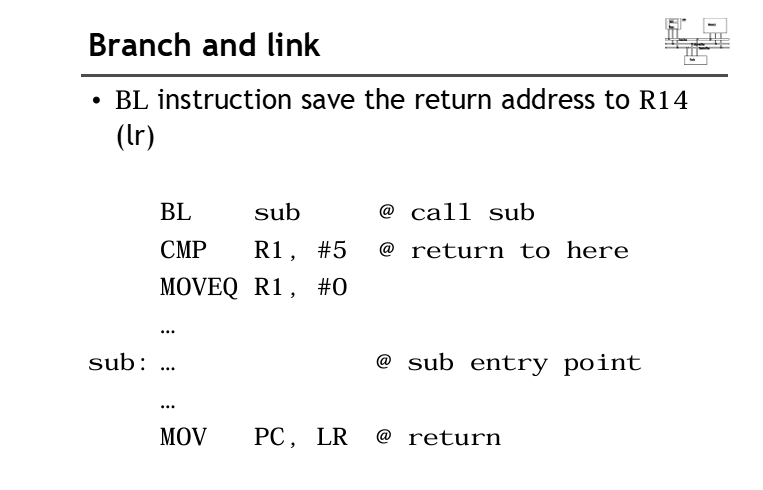 Branch and link
• BL instruction save the return address to R14
(lr)
BL sub @ call sub
CMP R1, #5 @ return to here
MOVEQ R1, #0
…
sub: … @ sub entry point
…
MOV PC, LR @ return